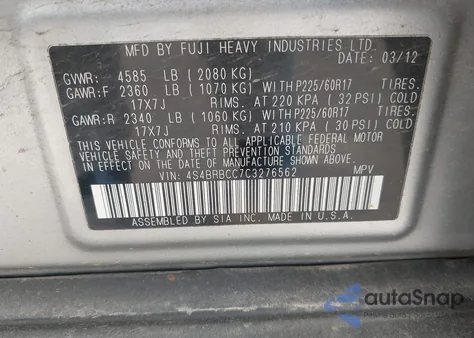 MFD BY FUJI HEAVY INDUSTRIES LTD.
DATE: 03/12
GVWR: 4585 LB (2080 KG)
GAWR:F 2360 LB (1070 KG) WITH P225/60R17 TIRES.
17X7J RIMS. AT 220 KPA (32 PSI) COLD
GAWR:R 2340 LB (1060 KG) WITH P225/60R17 TIRES.
17X7J RIMS. AT 210 KPA (30 PSI) COLD
THIS VEHICLE CONFORMS TO ALL APPLICABLE FEDERAL MOTOR
VEHICLE SAFETY AND THEFT PREVENTION STANDARDS
IN EFFECT ON THE DATE OF MANUFACTURE SHOWN ABOVE.
VIN: 4S4BRBCC7C3276562 MPV
ASSEMBLED BY SIA INC. MADE IN U.S.A.
autoSnap